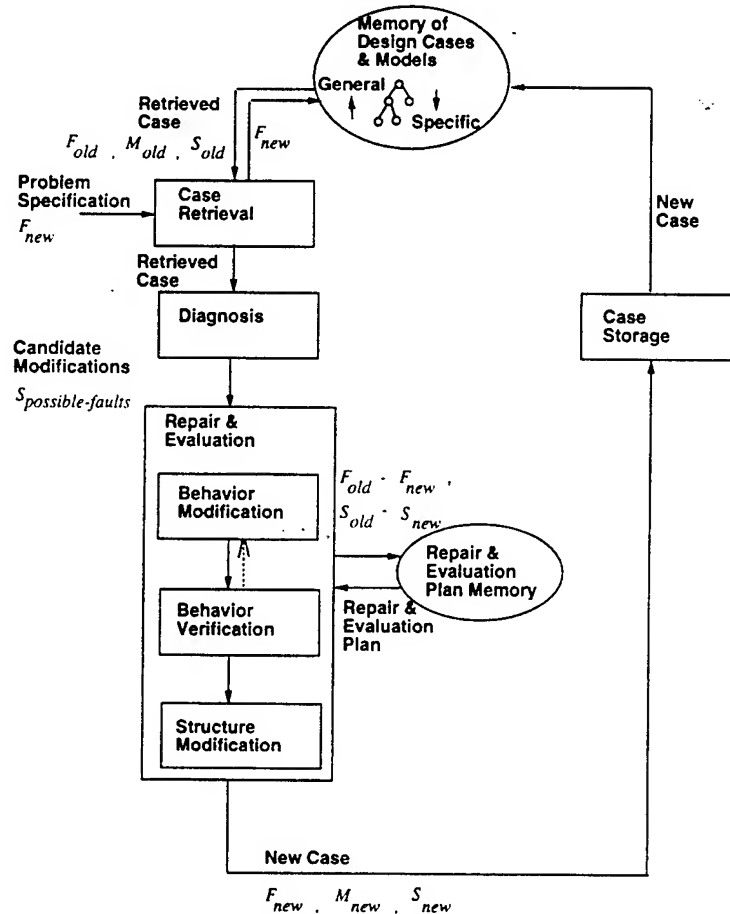 Memory of
Design Cases
& Models
General
Specific
Retrieved
Case
F_old , M_old , S_old
F_new
Problem
Specification
F_new
Case
Retrieval
New
Case
Retrieved
Case
Diagnosis
Case
Storage
Candidate
Modifications
S_possible-faults
Repair &
Evaluation
Behavior
Modification
F_old - F_new ,
S_old - S_new
Repair &
Evaluation
Plan Memory
Behavior
Verification
Repair &
Evaluation
Plan
Structure
Modification
New Case
F_new , M_new , S_new